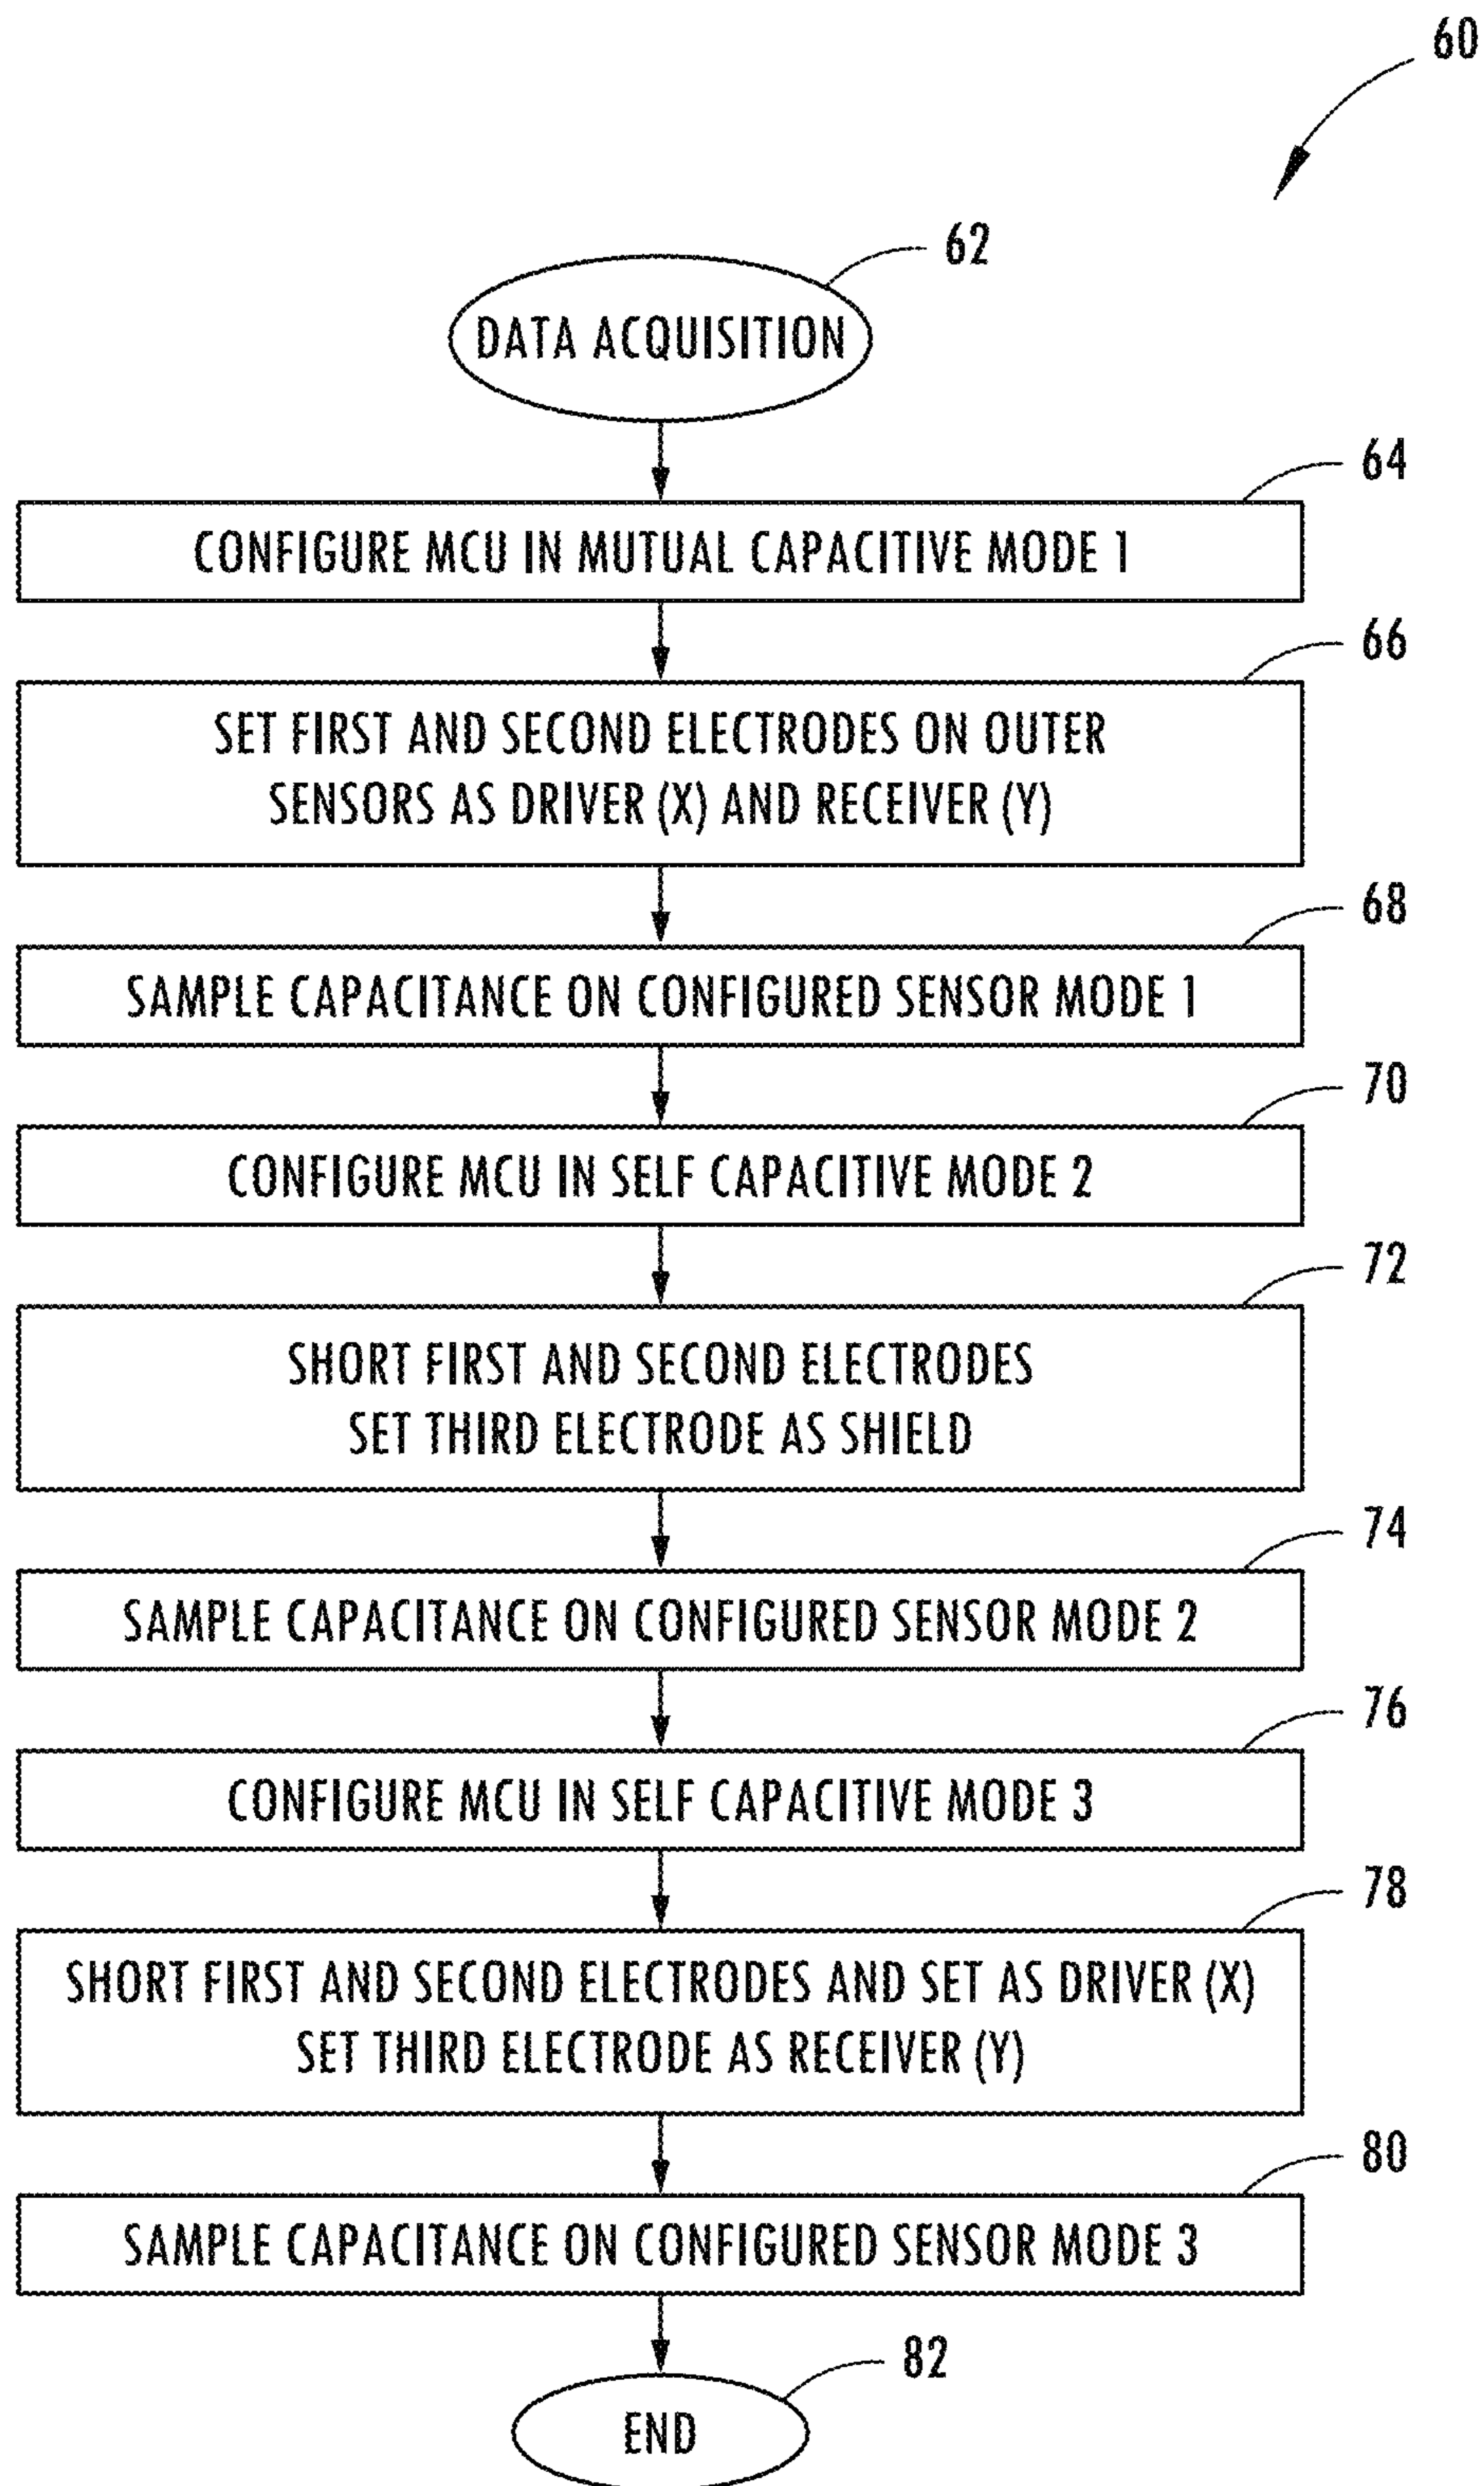 60
62
DATA ACQUISITION
64
CONFIGURE MCU IN MUTUAL CAPACITIVE MODE 1
66
SET FIRST AND SECOND ELECTRODES ON OUTER
SENSORS AS DRIVER (X) AND RECEIVER (Y)
68
SAMPLE CAPACITANCE ON CONFIGURED SENSOR MODE 1
70
CONFIGURE MCU IN SELF CAPACITIVE MODE 2
72
SHORT FIRST AND SECOND ELECTRODES
SET THIRD ELECTRODE AS SHIELD
74
SAMPLE CAPACITANCE ON CONFIGURED SENSOR MODE 2
76
CONFIGURE MCU IN SELF CAPACITIVE MODE 3
78
SHORT FIRST AND SECOND ELECTRODES AND SET AS DRIVER (X)
SET THIRD ELECTRODE AS RECEIVER (Y)
80
SAMPLE CAPACITANCE ON CONFIGURED SENSOR MODE 3
82
END